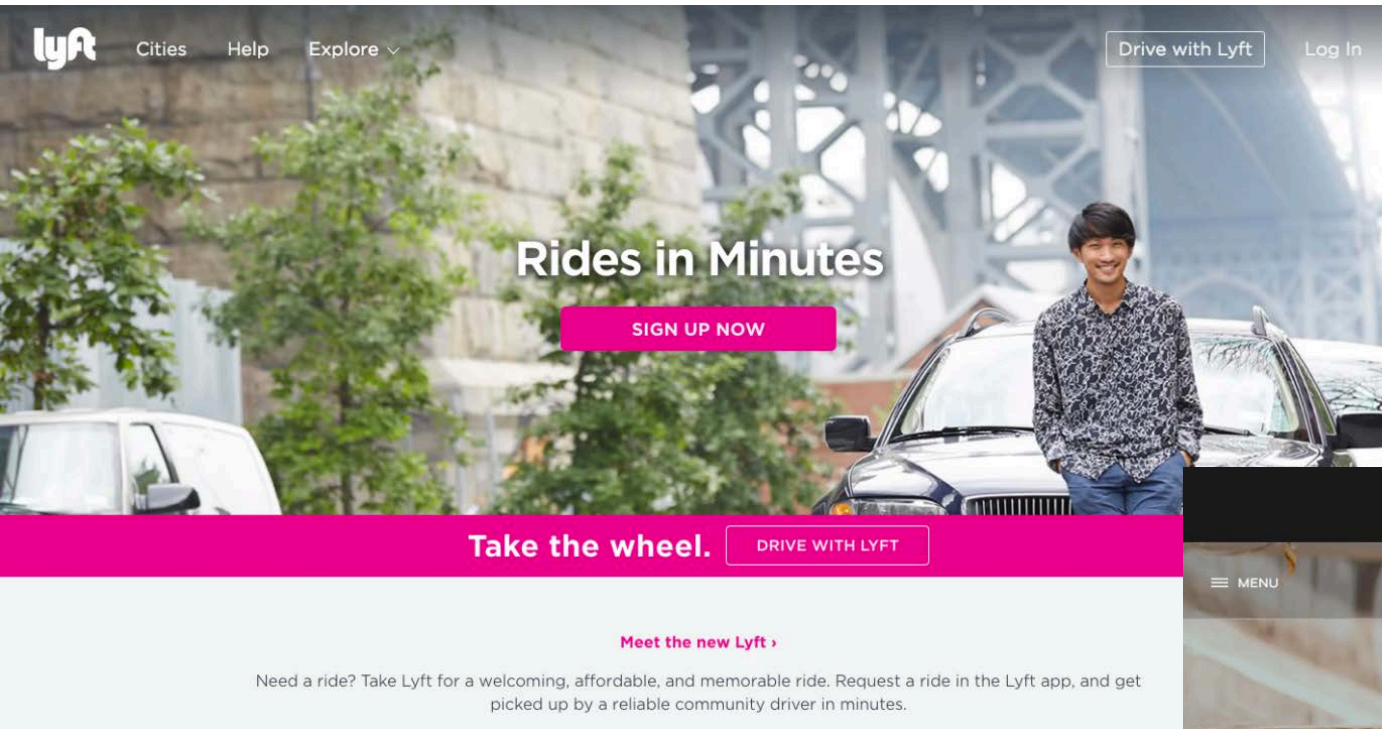 lyft Cities Help Explore Drive with Lyft Log In
Rides in Minutes
SIGN UP NOW
Take the wheel. DRIVE WITH LYFT
MENU
Meet the new Lyft ›
Need a ride? Take Lyft for a welcoming, affordable, and memorable ride. Request a ride in the Lyft app, and get
picked up by a reliable community driver in minutes.